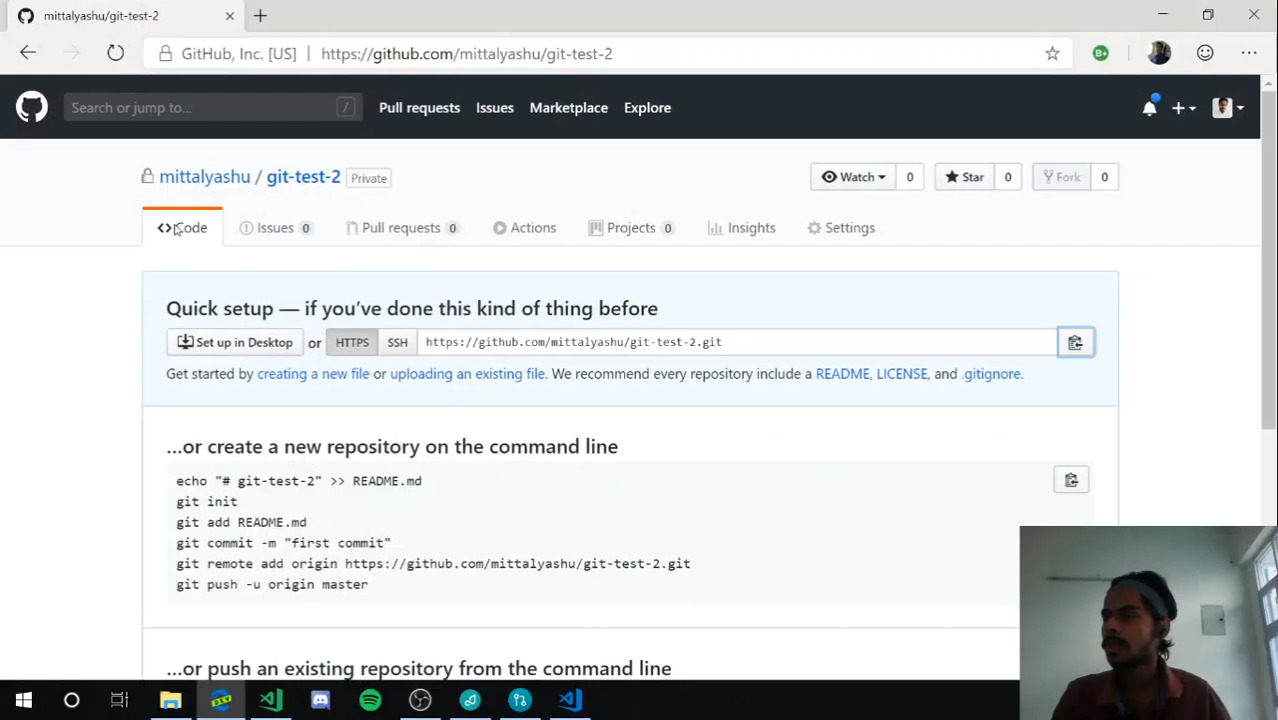 mittalyashu/git-test-2
GitHub, Inc. [US] | https://github.com/mittalyashu/git-test-2
Search or jump to... / Pull requests Issues Marketplace Explore
mittalyashu / git-test-2 Private Watch 0 Star 0 Fork 0
Code Issues 0 Pull requests 0 Actions Projects 0 Insights Settings
Quick setup — if you've done this kind of thing before
Set up in Desktop or HTTPS SSH https://github.com/mittalyashu/git-test-2.git
Get started by creating a new file or uploading an existing file. We recommend every repository include a README, LICENSE, and .gitignore.
…or create a new repository on the command line
echo "# git-test-2" >> README.md
git init
git add README.md
git commit -m "first commit"
git remote add origin https://github.com/mittalyashu/git-test-2.git
git push -u origin master
…or push an existing repository from the command line
DEV